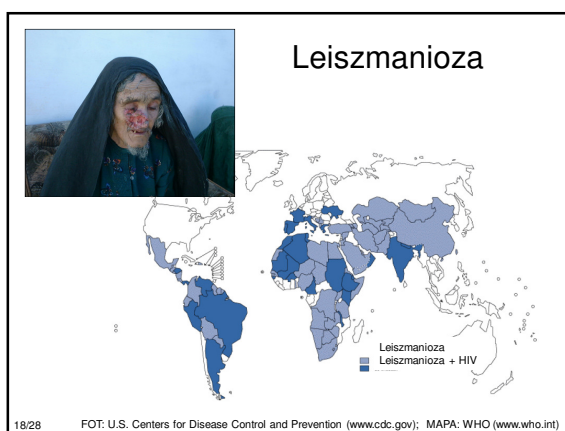 Leiszmanioza
Leiszmanioza
Leiszmanioza + HIV
18/28
FOT: U.S. Centers for Disease Control and Prevention (www.cdc.gov); MAPA: WHO (www.who.int)